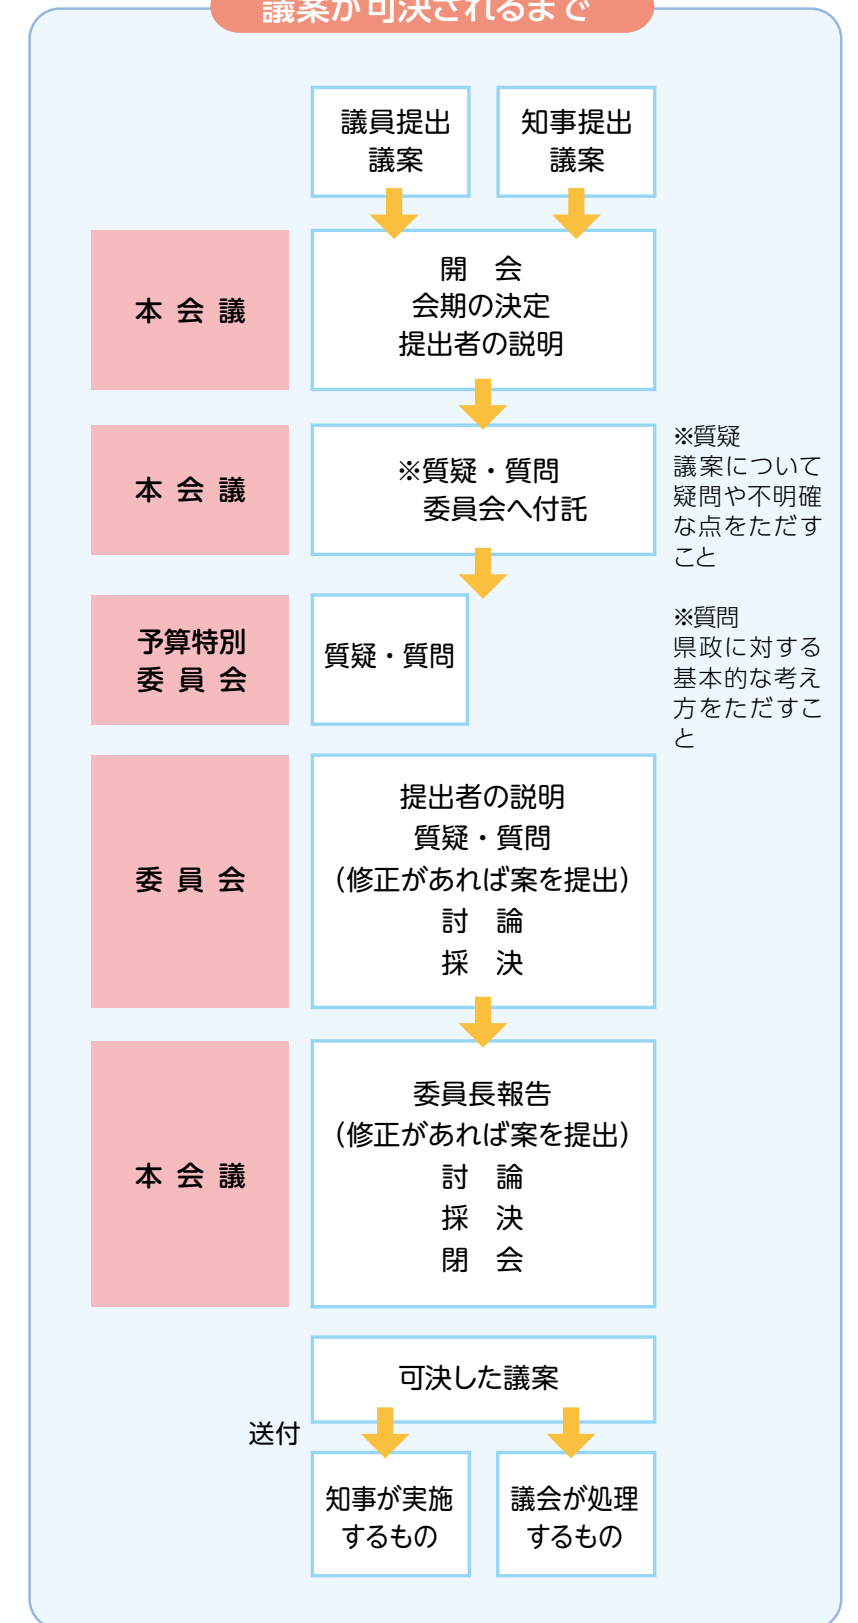 議案が可決されるまで
議員提出
議案
知事提出
議案
本会議
開　会
会期の決定
提出者の説明
本会議
※質疑・質問
委員会へ付託
※質疑
議案について
疑問や不明確
な点をただす
こと
予算特別
委員会
質疑・質問
※質問
県政に対する
基本的な考え
方をただすこ
と
委員会
提出者の説明
質疑・質問
（修正があれば案を提出）
討　論
採　決
本会議
委員長報告
（修正があれば案を提出）
討　論
採　決
閉　会
可決した議案
送付
知事が実施
するもの
議会が処理
するもの